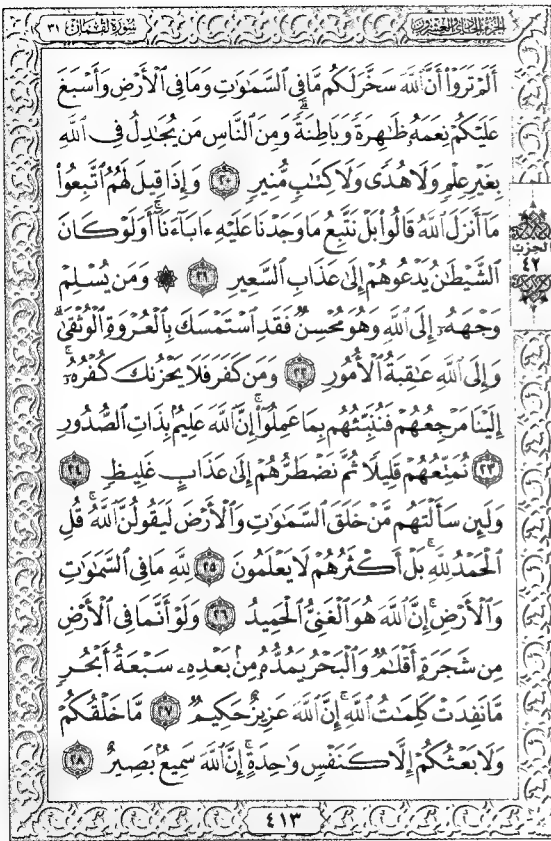 الجزء الحادي والعشرون
سورة لقمان ٣١
أَلَمْ تَرَوْا۟ أَنَّ ٱللَّهَ سَخَّرَ لَكُم مَّا فِى ٱلسَّمَـٰوَٰتِ وَمَا فِى ٱلْأَرْضِ وَأَسْبَغَ
عَلَيْكُمْ نِعَمَهُۥ ظَـٰهِرَةً وَبَاطِنَةً ۗ وَمِنَ ٱلنَّاسِ مَن يُجَـٰدِلُ فِى ٱللَّهِ
بِغَيْرِ عِلْمٍ وَلَا هُدًى وَلَا كِتَـٰبٍ مُّنِيرٍ ٢٠ وَإِذَا قِيلَ لَهُمُ ٱتَّبِعُوا۟
مَآ أَنزَلَ ٱللَّهُ قَالُوا۟ بَلْ نَتَّبِعُ مَا وَجَدْنَا عَلَيْهِ ءَابَآءَنَآ ۚ أَوَلَوْ كَانَ
ٱلشَّيْطَـٰنُ يَدْعُوهُمْ إِلَىٰ عَذَابِ ٱلسَّعِيرِ ٢١ ۞ وَمَن يُسْلِمْ
وَجْهَهُۥٓ إِلَى ٱللَّهِ وَهُوَ مُحْسِنٌ فَقَدِ ٱسْتَمْسَكَ بِٱلْعُرْوَةِ ٱلْوُثْقَىٰ ۗ
وَإِلَى ٱللَّهِ عَـٰقِبَةُ ٱلْأُمُورِ ٢٢ وَمَن كَفَرَ فَلَا يَحْزُنكَ كُفْرُهُۥٓ ۚ
إِلَيْنَا مَرْجِعُهُمْ فَنُنَبِّئُهُم بِمَا عَمِلُوٓا۟ ۚ إِنَّ ٱللَّهَ عَلِيمٌۢ بِذَاتِ ٱلصُّدُورِ
٢٣ نُمَتِّعُهُمْ قَلِيلًا ثُمَّ نَضْطَرُّهُمْ إِلَىٰ عَذَابٍ غَلِيظٍ ٢٤
وَلَئِن سَأَلْتَهُم مَّنْ خَلَقَ ٱلسَّمَـٰوَٰتِ وَٱلْأَرْضَ لَيَقُولُنَّ ٱللَّهُ ۚ قُلِ
ٱلْحَمْدُ لِلَّهِ ۚ بَلْ أَكْثَرُهُمْ لَا يَعْلَمُونَ ٢٥ لِلَّهِ مَا فِى ٱلسَّمَـٰوَٰتِ
وَٱلْأَرْضِ ۚ إِنَّ ٱللَّهَ هُوَ ٱلْغَنِىُّ ٱلْحَمِيدُ ٢٦ وَلَوْ أَنَّمَا فِى ٱلْأَرْضِ
مِن شَجَرَةٍ أَقْلَـٰمٌ وَٱلْبَحْرُ يَمُدُّهُۥ مِنۢ بَعْدِهِۦ سَبْعَةُ أَبْحُرٍ
مَّا نَفِدَتْ كَلِمَـٰتُ ٱللَّهِ ۗ إِنَّ ٱللَّهَ عَزِيزٌ حَكِيمٌ ٢٧ مَّا خَلْقُكُمْ
وَلَا بَعْثُكُمْ إِلَّا كَنَفْسٍ وَٰحِدَةٍ ۗ إِنَّ ٱللَّهَ سَمِيعٌۢ بَصِيرٌ ٢٨
الحزب
٤٢
٤١٣